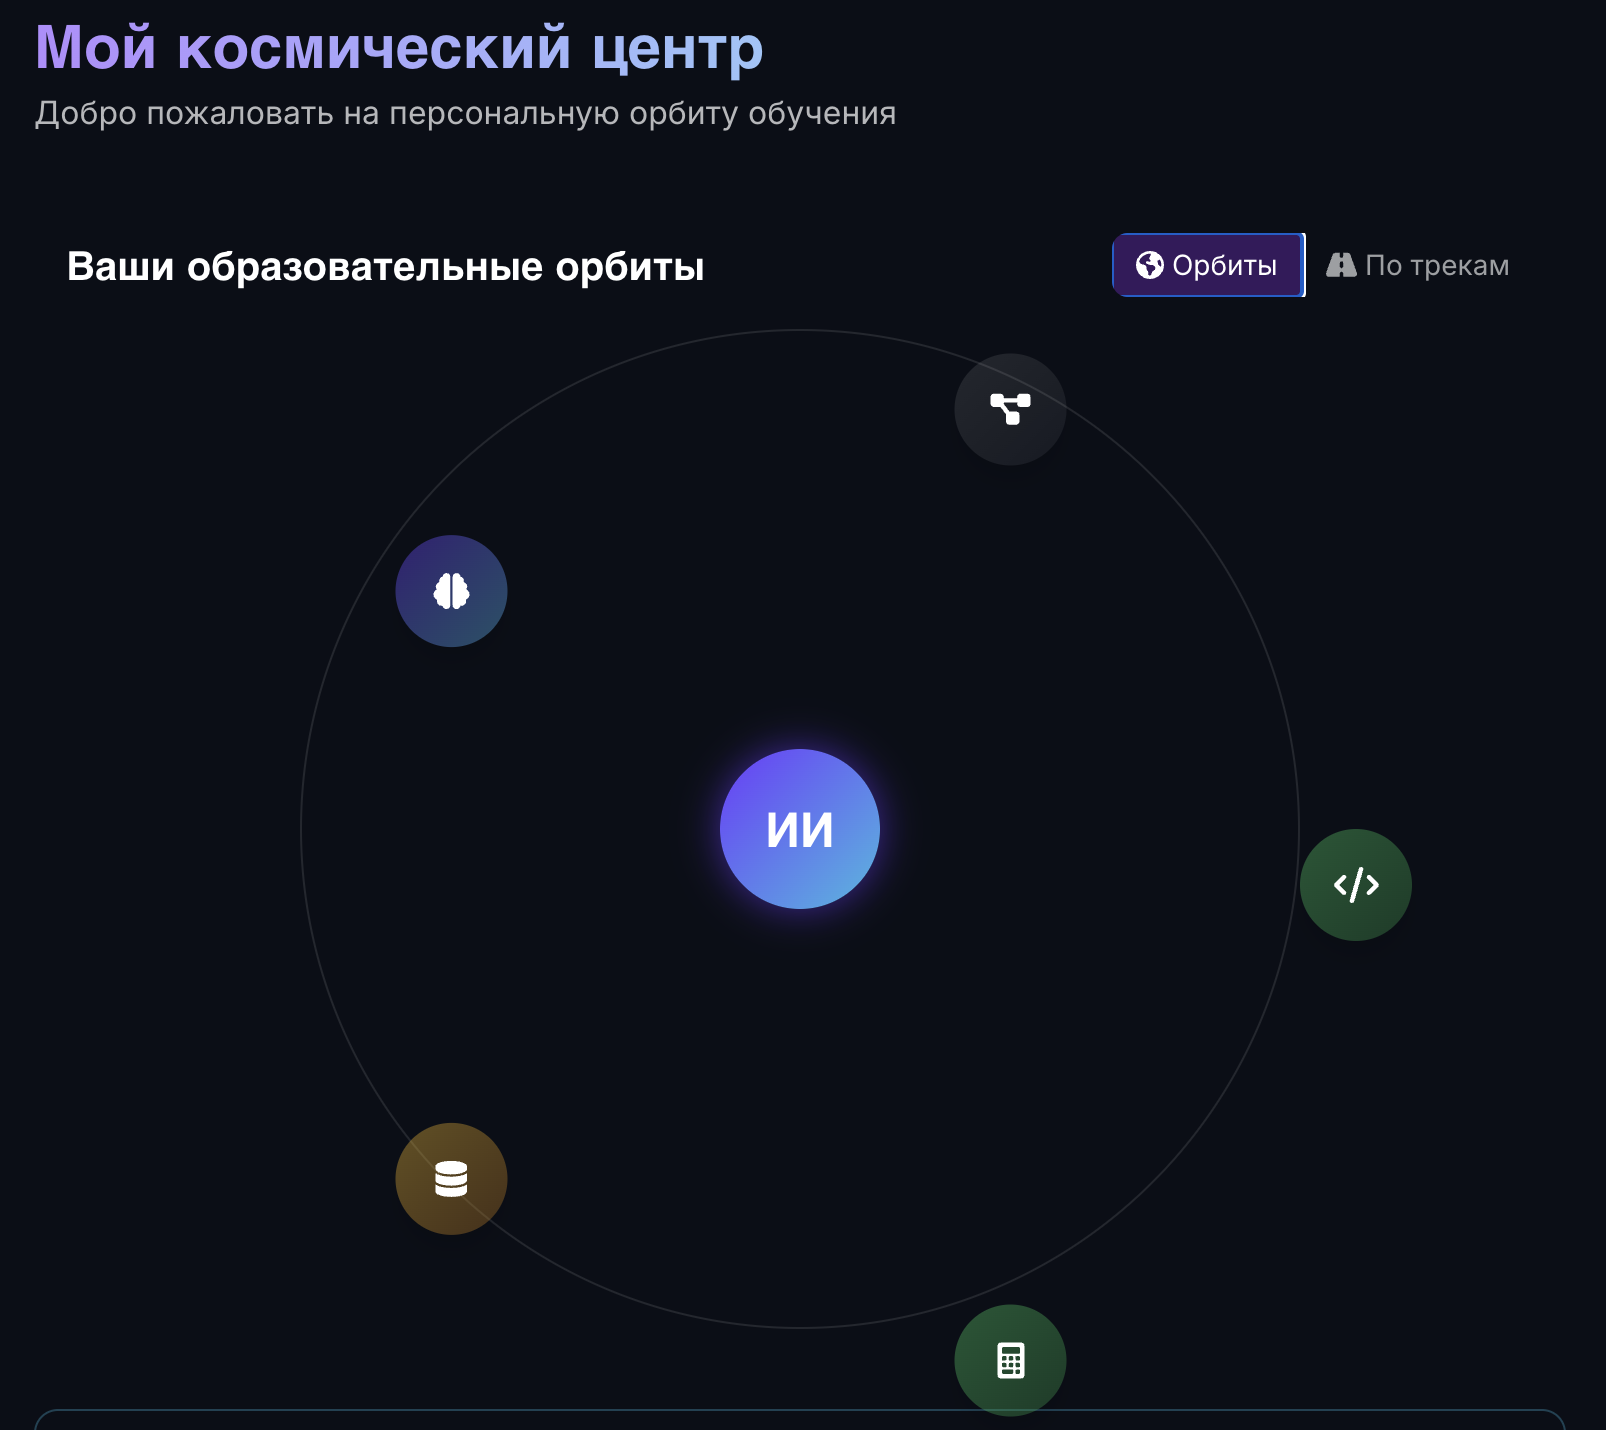 Мой космический центр
Добро пожаловать на персональную орбиту обучения
Ваши образовательные орбиты
Орбиты
По трекам
ИИ